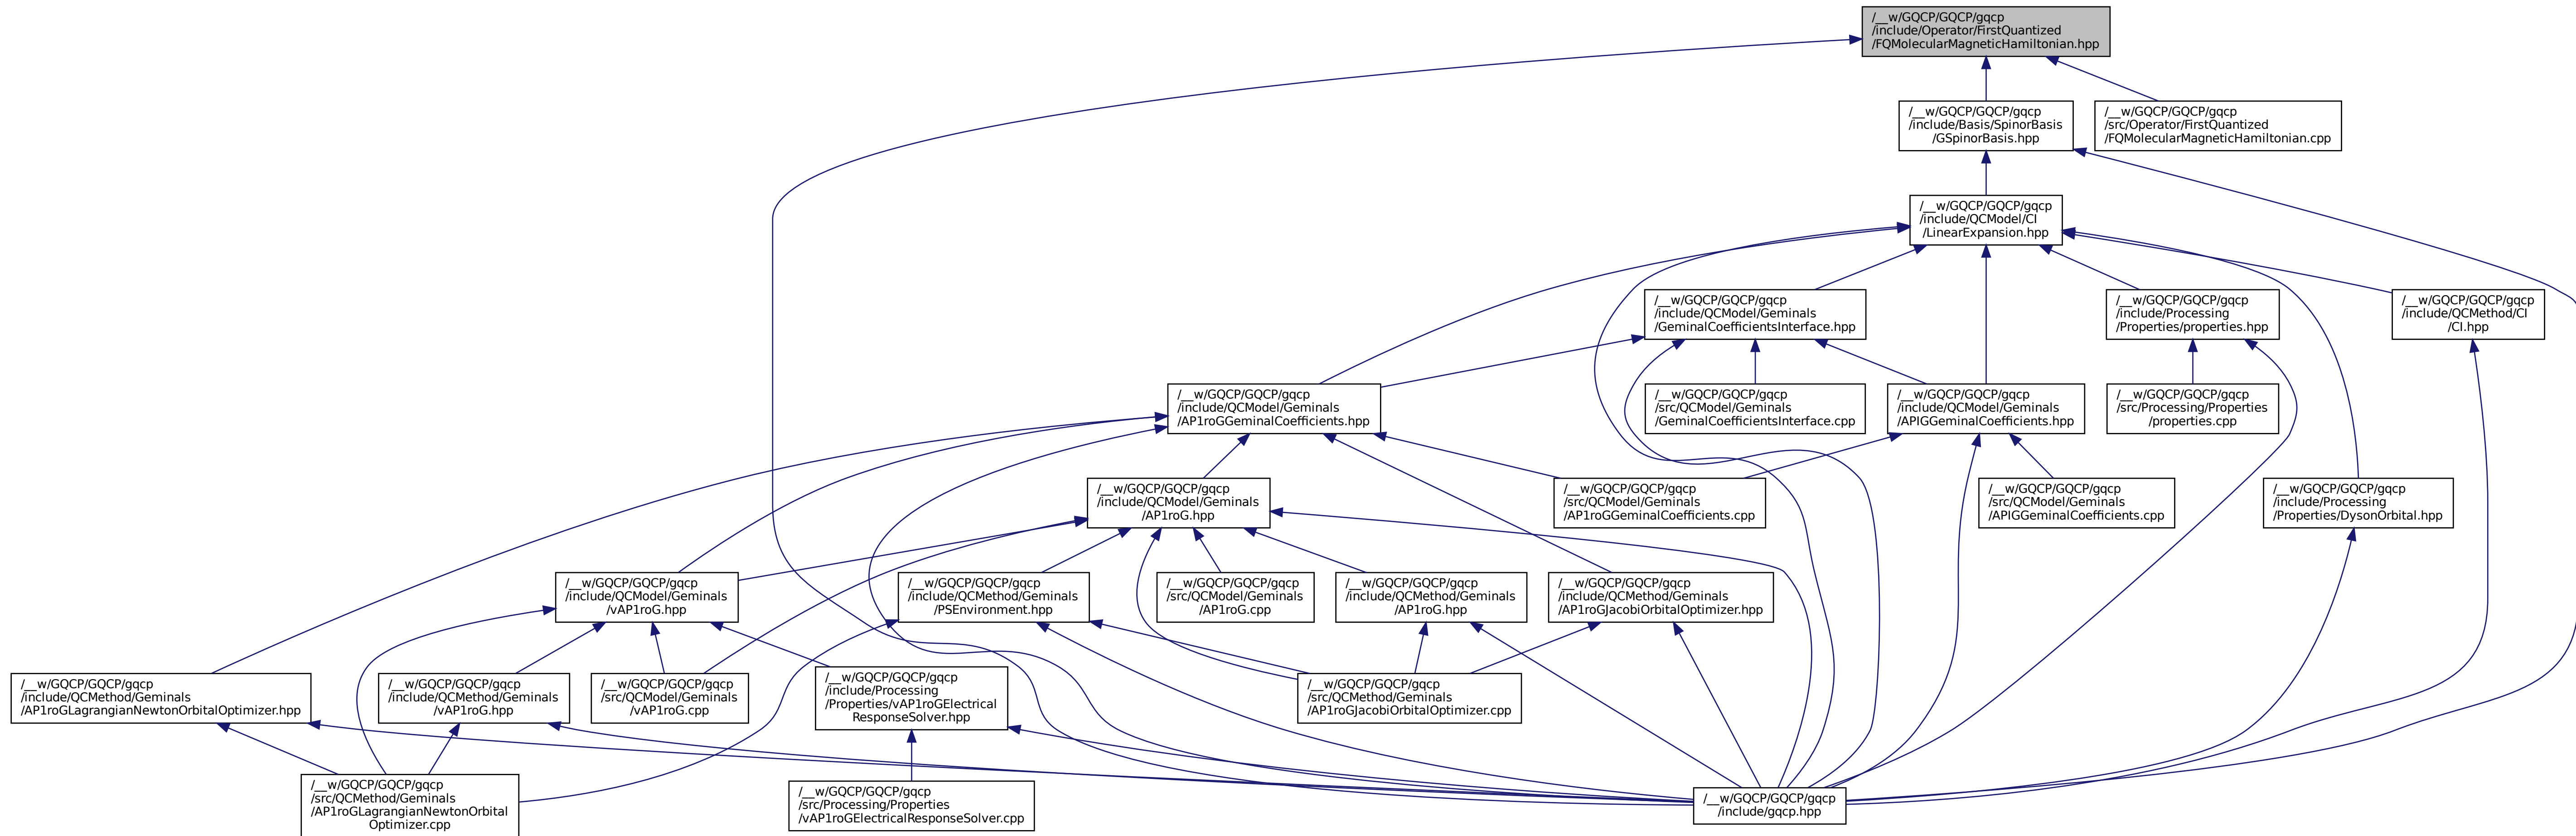 /__w/GQCP/GQCP/gqcp
/include/Operator/FirstQuantized
/FQMolecularMagneticHamiltonian.hpp
/__w/GQCP/GQCP/gqcp
/include/Basis/SpinorBasis
/GSpinorBasis.hpp
/__w/GQCP/GQCP/gqcp
/src/Operator/FirstQuantized
/FQMolecularMagneticHamiltonian.cpp
/__w/GQCP/GQCP/gqcp
/include/QCModel/CI
/LinearExpansion.hpp
/__w/GQCP/GQCP/gqcp
/include/QCModel/Geminals
/GeminalCoefficientsInterface.hpp
/__w/GQCP/GQCP/gqcp
/include/Processing
/Properties/properties.hpp
/__w/GQCP/GQCP/gqcp
/include/QCMethod/CI
/CI.hpp
/__w/GQCP/GQCP/gqcp
/include/QCModel/Geminals
/AP1roGGeminalCoefficients.hpp
/__w/GQCP/GQCP/gqcp
/src/QCModel/Geminals
/GeminalCoefficientsInterface.cpp
/__w/GQCP/GQCP/gqcp
/include/QCModel/Geminals
/APIGGeminalCoefficients.hpp
/__w/GQCP/GQCP/gqcp
/src/Processing/Properties
/properties.cpp
/__w/GQCP/GQCP/gqcp
/include/QCModel/Geminals
/AP1roG.hpp
/__w/GQCP/GQCP/gqcp
/src/QCModel/Geminals
/AP1roGGeminalCoefficients.cpp
/__w/GQCP/GQCP/gqcp
/src/QCModel/Geminals
/APIGGeminalCoefficients.cpp
/__w/GQCP/GQCP/gqcp
/include/Processing
/Properties/DysonOrbital.hpp
/__w/GQCP/GQCP/gqcp
/include/QCModel/Geminals
/vAP1roG.hpp
/__w/GQCP/GQCP/gqcp
/include/QCMethod/Geminals
/PSEnvironment.hpp
/__w/GQCP/GQCP/gqcp
/src/QCModel/Geminals
/AP1roG.cpp
/__w/GQCP/GQCP/gqcp
/include/QCMethod/Geminals
/AP1roG.hpp
/__w/GQCP/GQCP/gqcp
/include/QCMethod/Geminals
/AP1roGJacobiOrbitalOptimizer.hpp
/__w/GQCP/GQCP/gqcp
/include/QCMethod/Geminals
/AP1roGLagrangianNewtonOrbitalOptimizer.hpp
/__w/GQCP/GQCP/gqcp
/include/QCMethod/Geminals
/vAP1roG.hpp
/__w/GQCP/GQCP/gqcp
/src/QCModel/Geminals
/vAP1roG.cpp
/__w/GQCP/GQCP/gqcp
/include/Processing
/Properties/vAP1roGElectrical
ResponseSolver.hpp
/__w/GQCP/GQCP/gqcp
/src/QCMethod/Geminals
/AP1roGJacobiOrbitalOptimizer.cpp
/__w/GQCP/GQCP/gqcp
/src/QCMethod/Geminals
/AP1roGLagrangianNewtonOrbital
Optimizer.cpp
/__w/GQCP/GQCP/gqcp
/src/Processing/Properties
/vAP1roGElectricalResponseSolver.cpp
/__w/GQCP/GQCP/gqcp
/include/gqcp.hpp